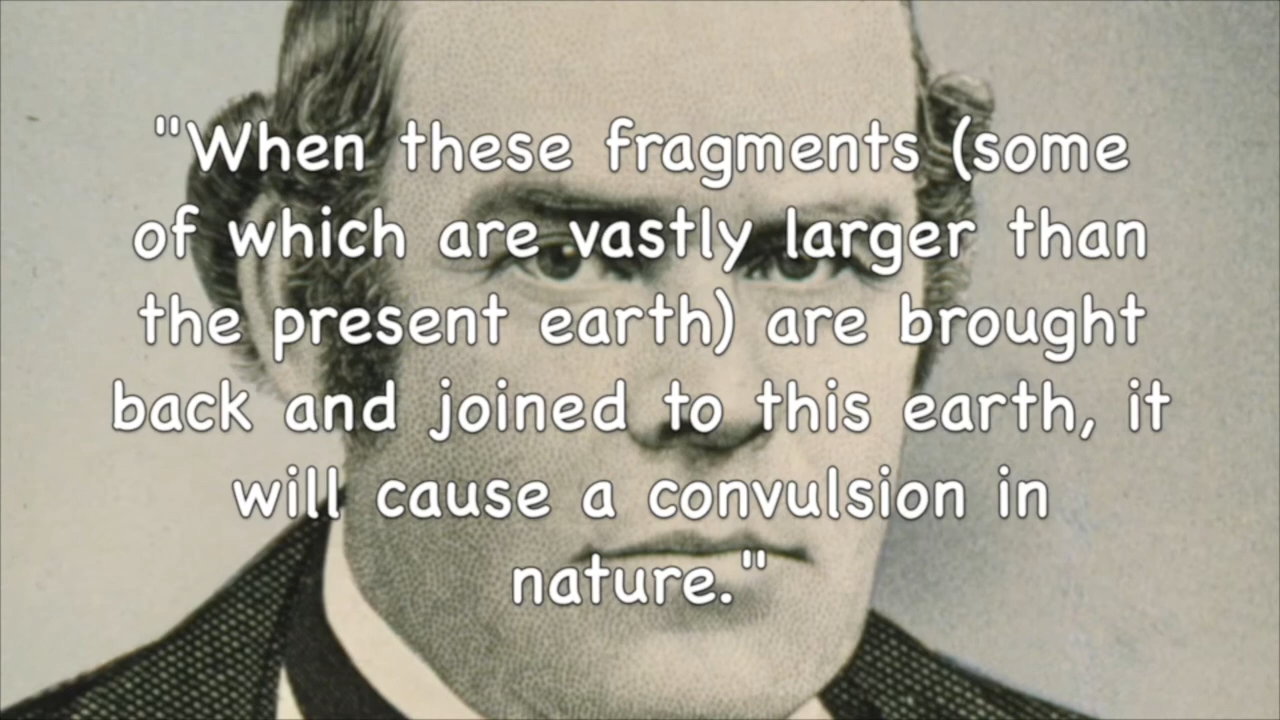 "When these fragments (some
of which are vastly larger than
the present earth) are brought
back and joined to this earth, it
will cause a convulsion in
nature."